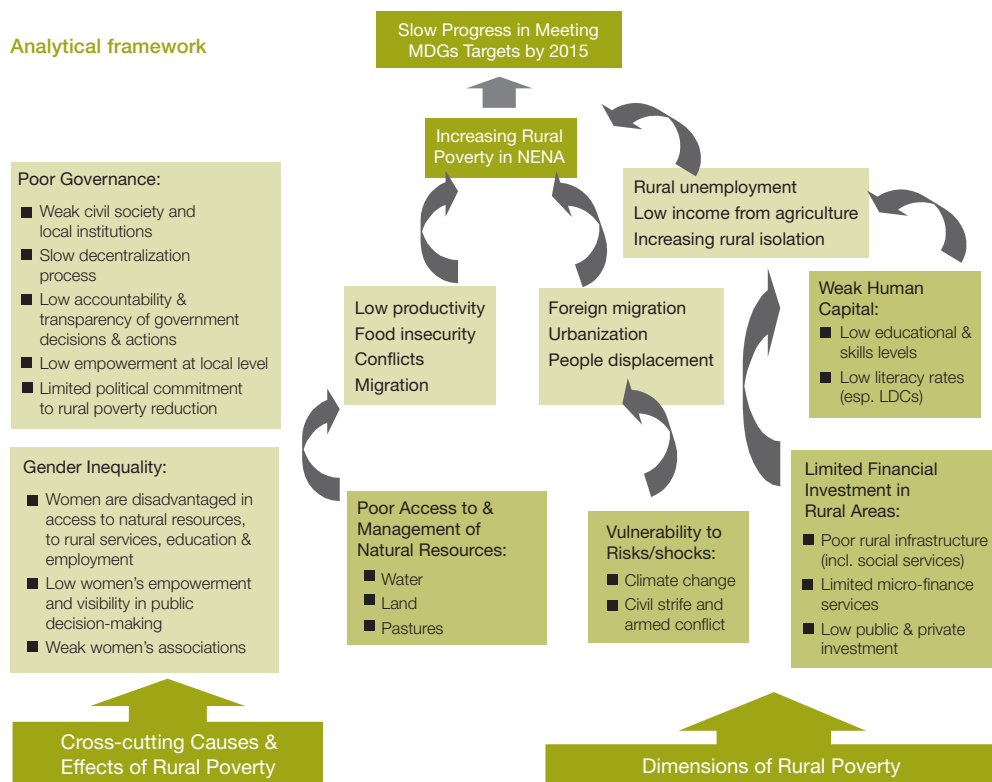 Analytical framework
Slow Progress in Meeting
MDGs Targets by 2015
Increasing Rural
Poverty in NENA
Poor Governance:
■ Weak civil society and
local institutions
■ Slow decentralization
process
■ Low accountability &
transparency of government
decisions & actions
■ Low empowerment at local level
■ Limited political commitment
to rural poverty reduction
Rural unemployment
Low income from agriculture
Increasing rural isolation
Low productivity
Food insecurity
Conflicts
Migration
Foreign migration
Urbanization
People displacement
Weak Human
Capital:
■ Low educational &
skills levels
■ Low literacy rates
(esp. LDCs)
Gender Inequality:
■ Women are disadvantaged in
access to natural resources,
to rural services, education &
employment
■ Low women's empowerment
and visibility in public
decision-making
■ Weak women's associations
Poor Access to &
Management of
Natural Resources:
■ Water
■ Land
■ Pastures
Vulnerability to
Risks/shocks:
■ Climate change
■ Civil strife and
armed conflict
Limited Financial
Investment in
Rural Areas:
■ Poor rural infrastructure
(incl. social services)
■ Limited micro-finance
services
■ Low public & private
investment
Cross-cutting Causes &
Effects of Rural Poverty
Dimensions of Rural Poverty